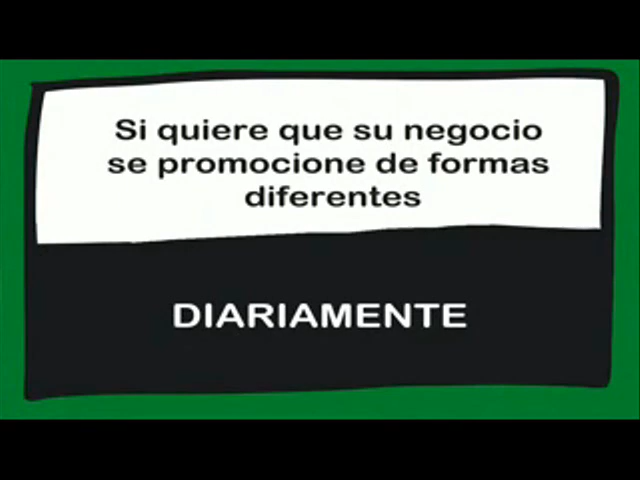 Si quiere que su negocio
se promocione de formas
diferentes
DIARIAMENTE